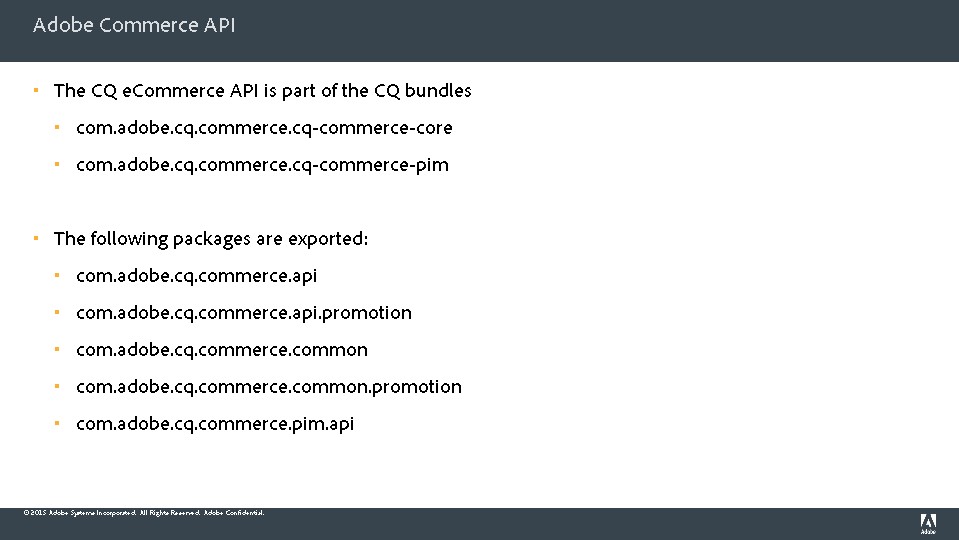 Adobe Commerce API
▪ The CQ eCommerce API is part of the CQ bundles
▪ com.adobe.cq.commerce.cq-commerce-core
▪ com.adobe.cq.commerce.cq-commerce-pim
▪ The following packages are exported:
▪ com.adobe.cq.commerce.api
▪ com.adobe.cq.commerce.api.promotion
▪ com.adobe.cq.commerce.common
▪ com.adobe.cq.commerce.common.promotion
▪ com.adobe.cq.commerce.pim.api
© 2015 Adobe Systems Incorporated. All Rights Reserved. Adobe Confidential.
Adobe